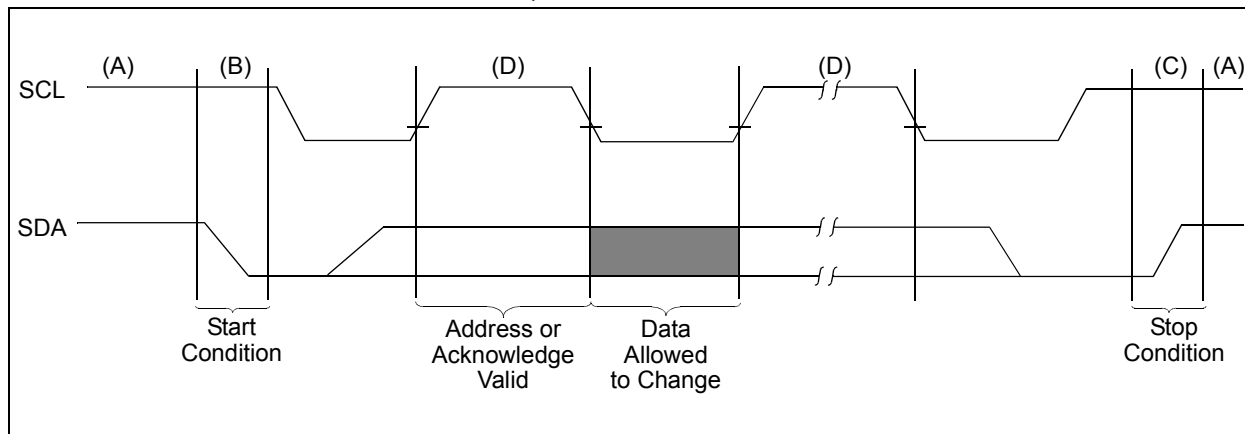 (A) (B) (D) (D) (C) (A)
SCL
SDA
Start
Condition
Address or
Acknowledge
Valid
Data
Allowed
to Change
Stop
Condition